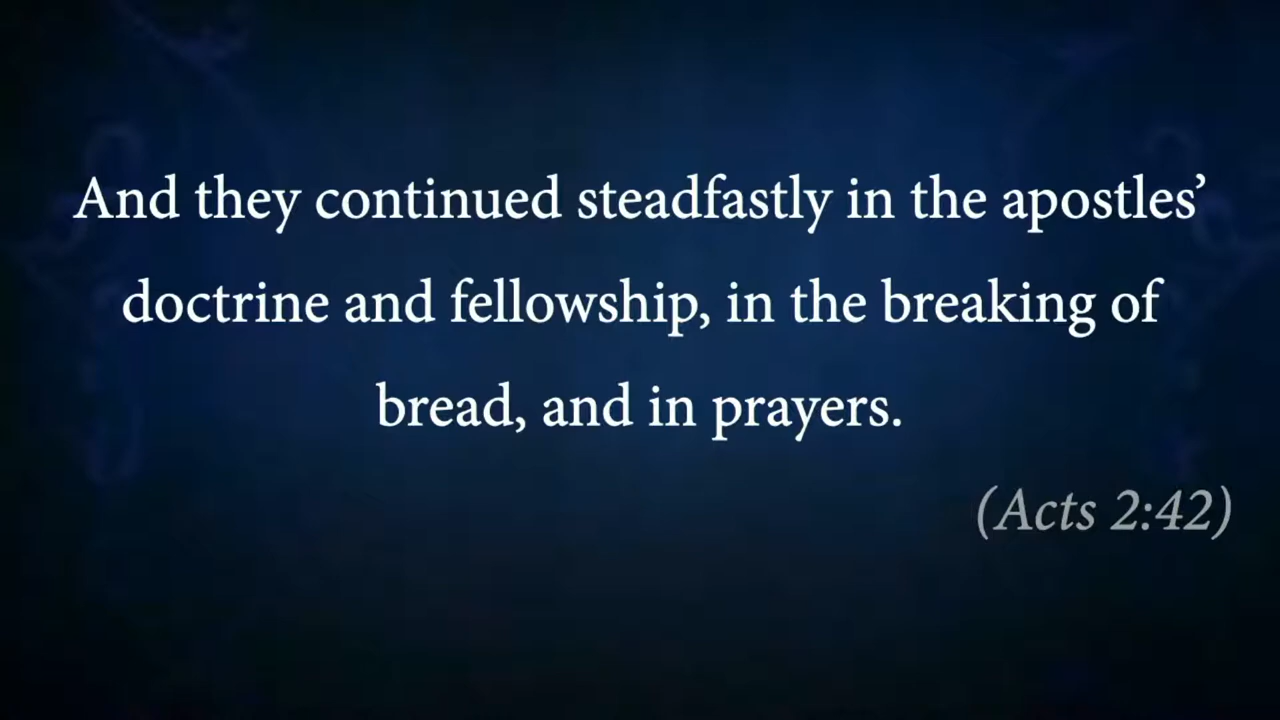 And they continued steadfastly in the apostles’
doctrine and fellowship, in the breaking of
bread, and in prayers.
(Acts 2:42)